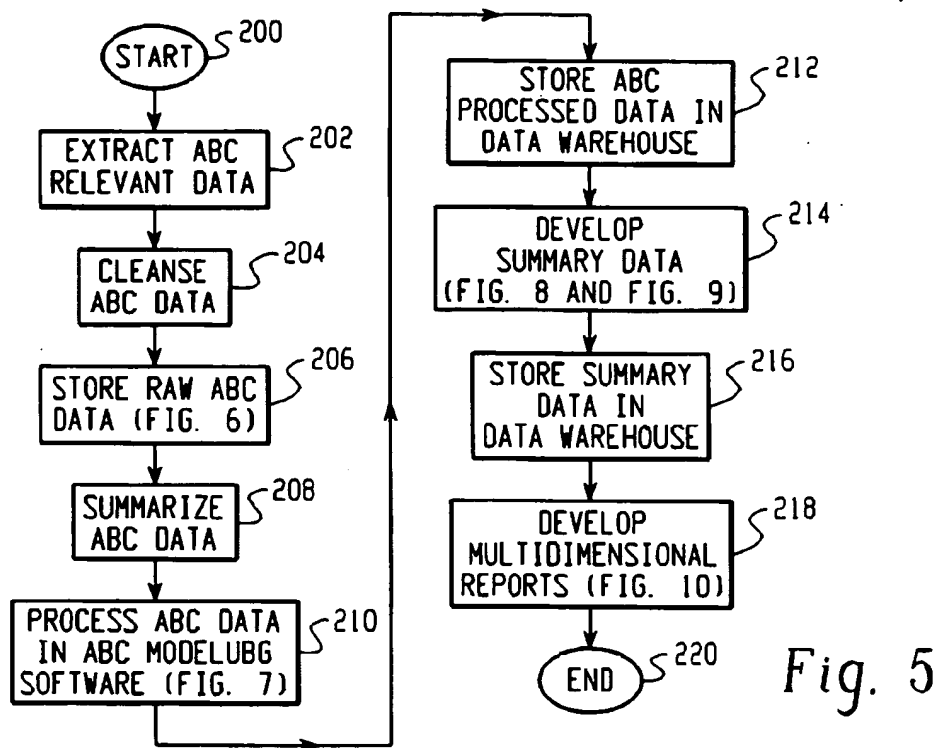 START
200
EXTRACT ABC
RELEVANT DATA
202
CLEANSE
ABC DATA
204
STORE RAW ABC
DATA (FIG. 6)
206
SUMMARIZE
ABC DATA
208
PROCESS ABC DATA
IN ABC MODELUBG
SOFTWARE (FIG. 7)
210
STORE ABC
PROCESSED DATA IN
DATA WAREHOUSE
212
DEVELOP
SUMMARY DATA
(FIG. 8 AND FIG. 9)
214
STORE SUMMARY
DATA IN
DATA WAREHOUSE
216
DEVELOP
MULTIDIMENSIONAL
REPORTS (FIG. 10)
218
END
220
Fig. 5